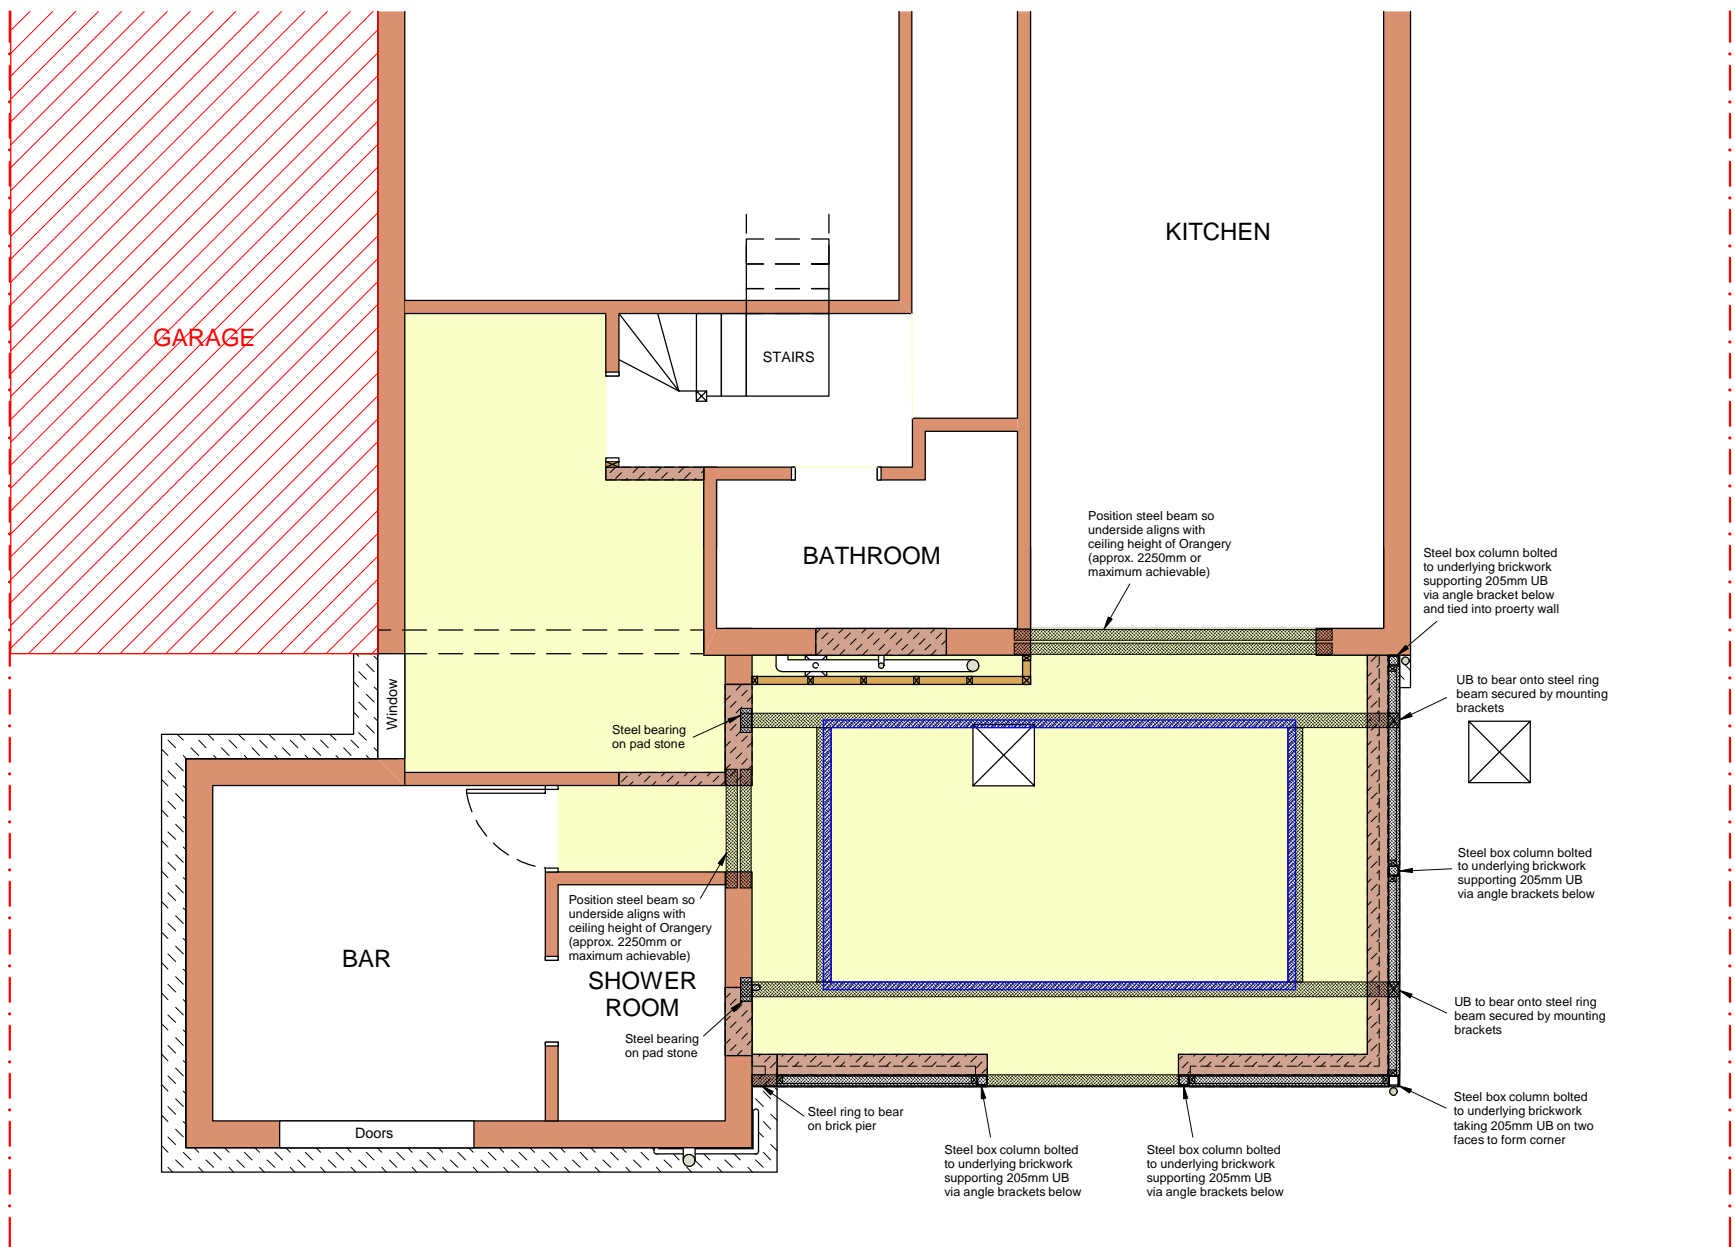 KITCHEN
GARAGE
STAIRS
Position steel beam so
underside aligns with
ceiling height of Orangery
(approx. 2250mm or
maximum achievable)
BATHROOM
Steel box column bolted
to underlying brickwork
supporting 205mm UB
via angle bracket below
and tied into proerty wall
Window
UB to bear onto steel ring
beam secured by mounting
brackets
Steel bearing
on pad stone
Steel box column bolted
to underlying brickwork
supporting 205mm UB
via angle brackets below
Position steel beam so
underside aligns with
ceiling height of Orangery
(approx. 2250mm or
maximum achievable)
BAR
SHOWER
ROOM
UB to bear onto steel ring
beam secured by mounting
brackets
Steel bearing
on pad stone
Steel ring to bear
on brick pier
Steel box column bolted
to underlying brickwork
taking 205mm UB on two
faces to form corner
Doors
Steel box column bolted
to underlying brickwork
supporting 205mm UB
via angle brackets below
Steel box column bolted
to underlying brickwork
supporting 205mm UB
via angle brackets below